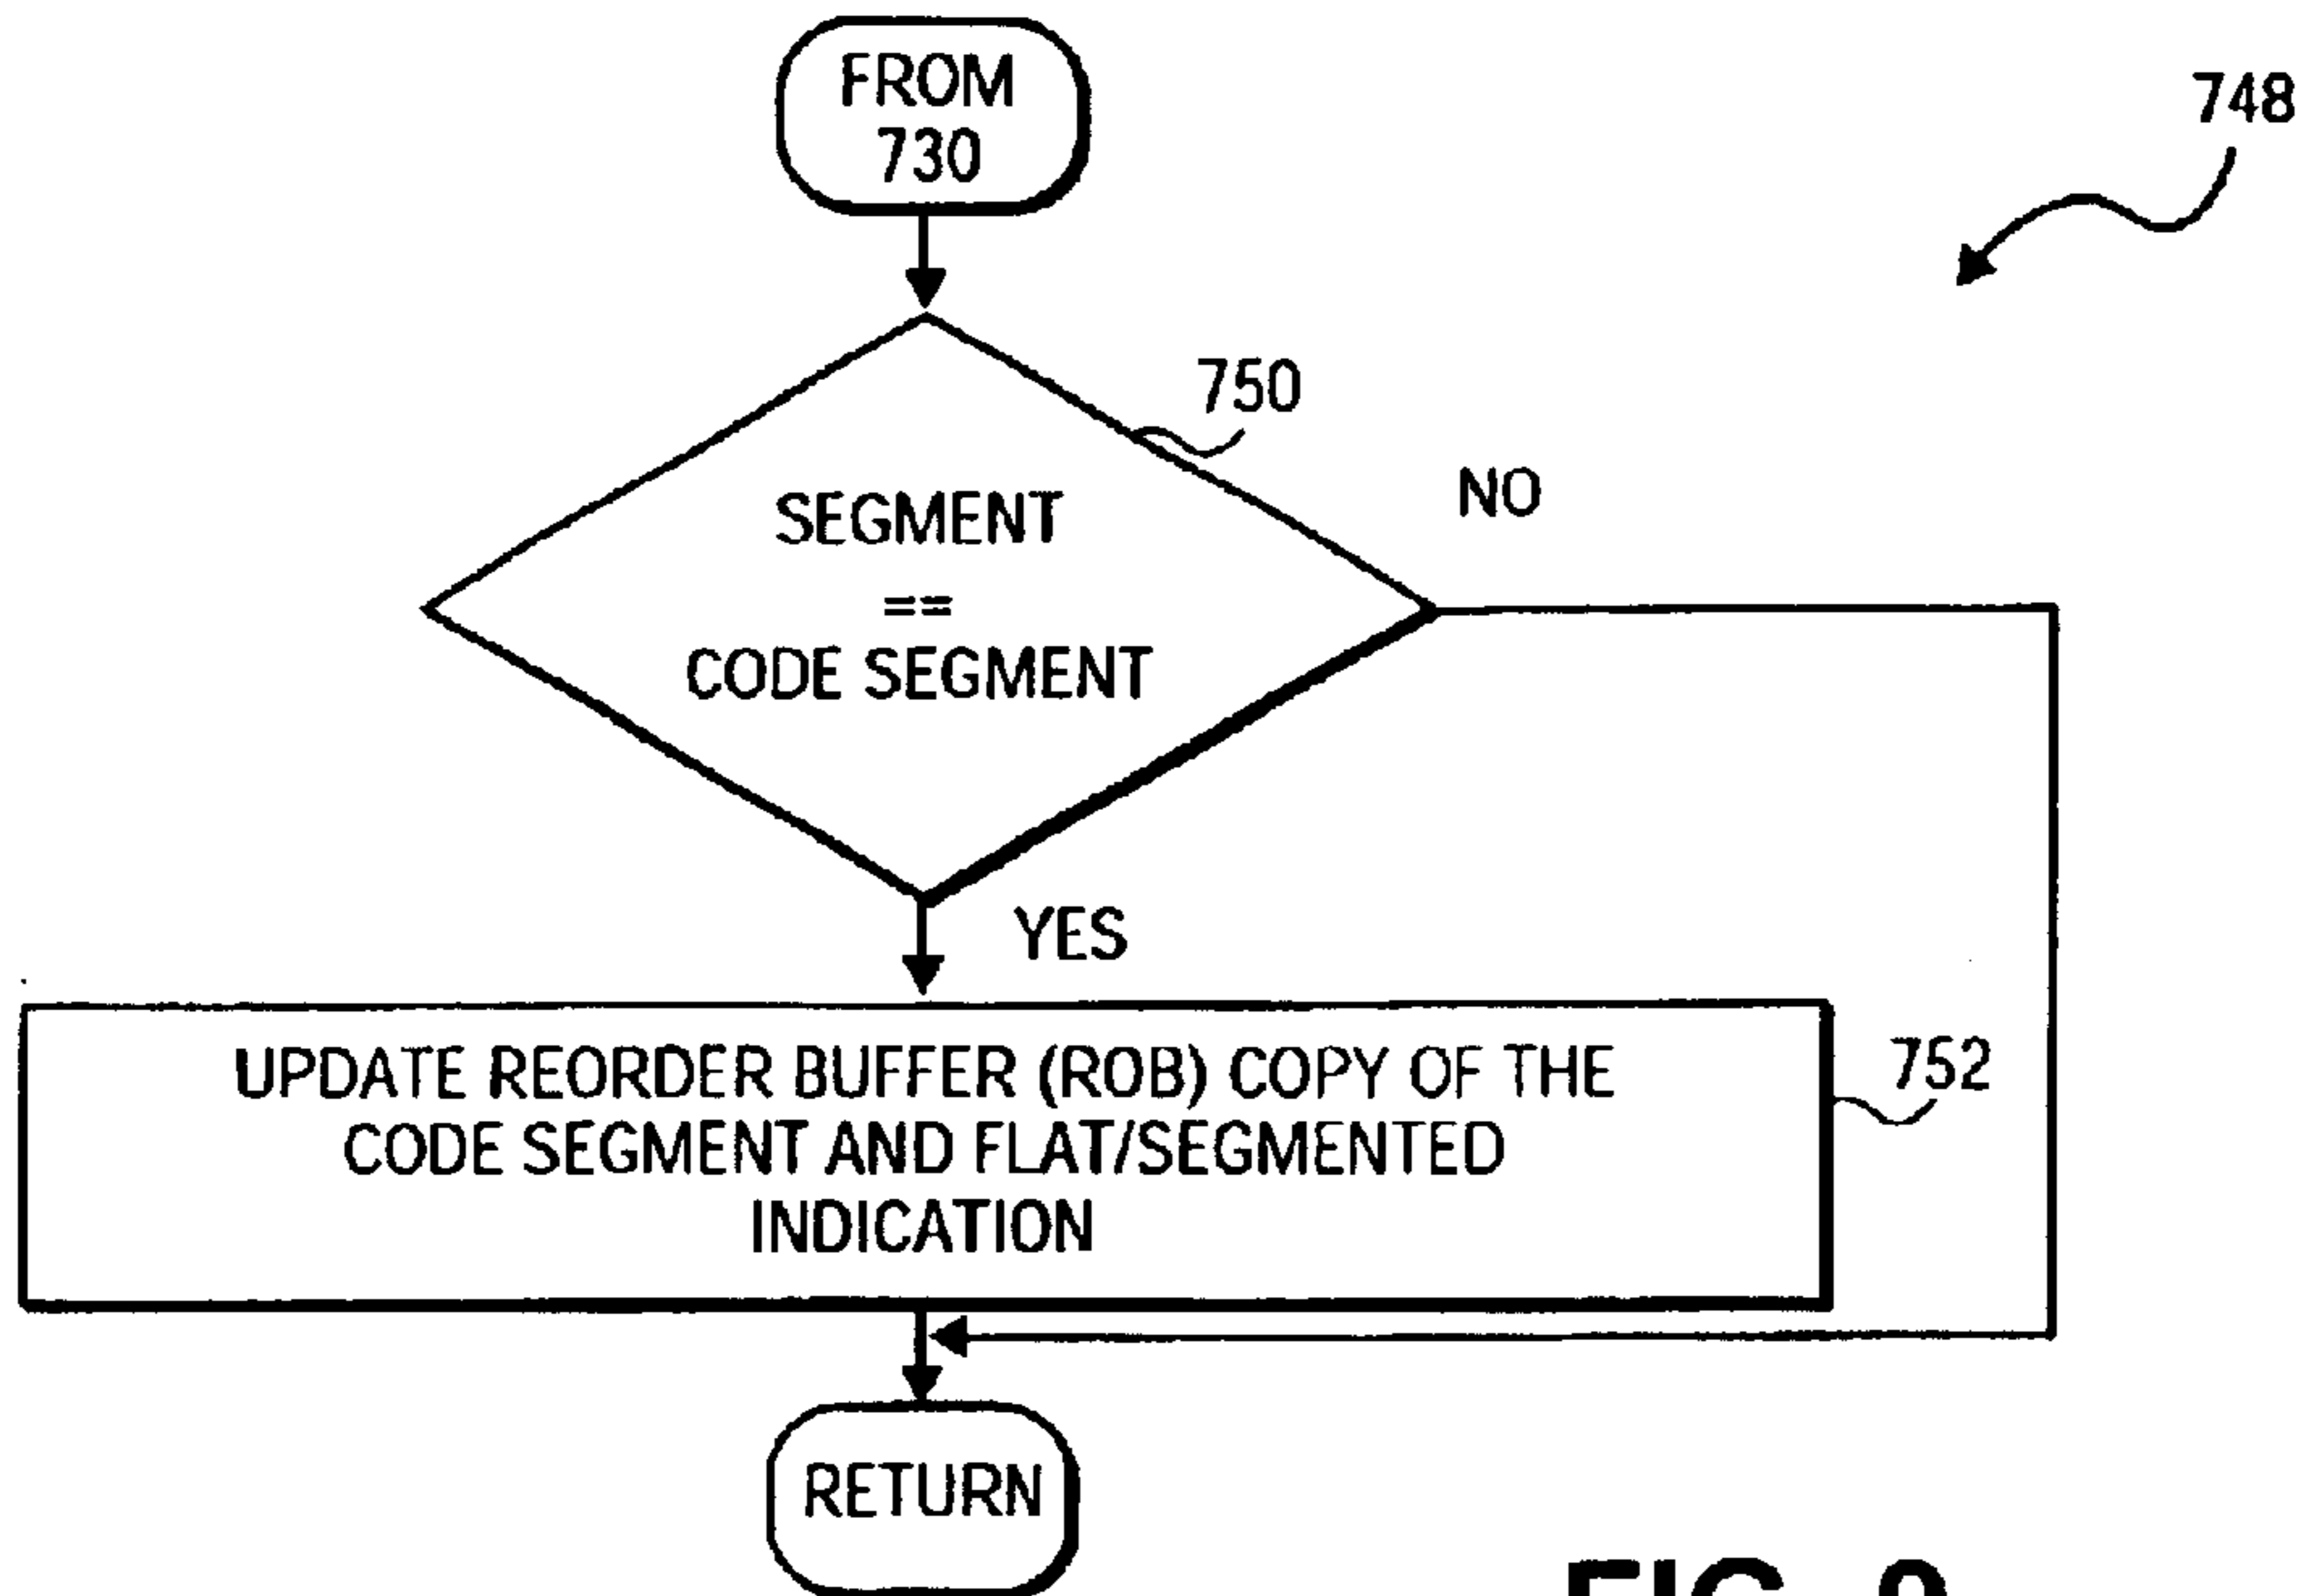 FROM
730
748
750
NO
SEGMENT
==
CODE SEGMENT
YES
UPDATE REORDER BUFFER (ROB) COPY OF THE
CODE SEGMENT AND FLAT/SEGMENTED
INDICATION
752
RETURN